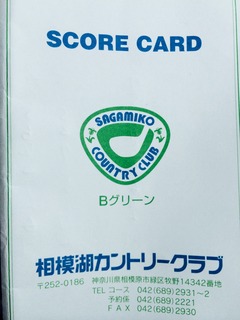 SCORE CARD
SAGAMIKO
COUNTRY CLUB
Bグリーン
相模湖カントリークラブ
〒252-0186 神奈川県相模原市緑区牧野14342番地
TEL コース 042(689)2931~2
予約係 042(689)2221
FAX 042(689)2930